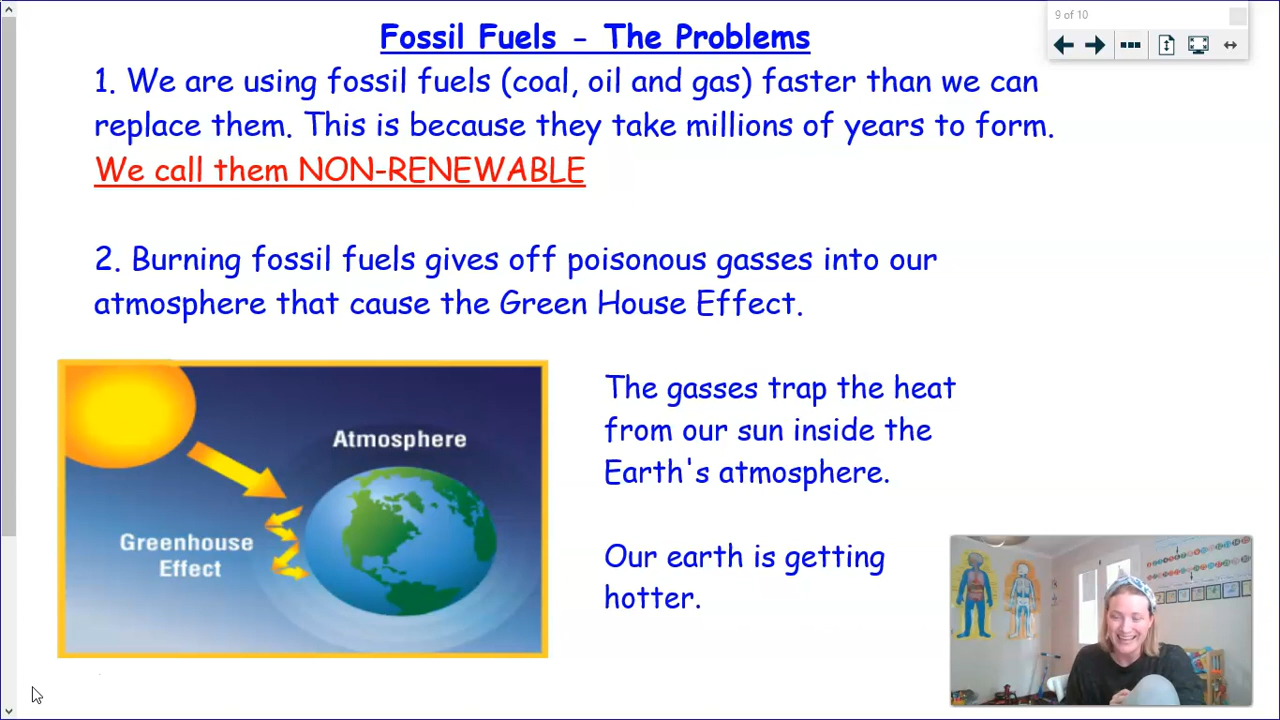 9 of 10
Fossil Fuels - The Problems
1. We are using fossil fuels (coal, oil and gas) faster than we can
replace them. This is because they take millions of years to form.
We call them NON-RENEWABLE
2. Burning fossil fuels gives off poisonous gasses into our
atmosphere that cause the Green House Effect.
Atmosphere
Greenhouse
Effect
The gasses trap the heat
from our sun inside the
Earth's atmosphere.
Our earth is getting
hotter.